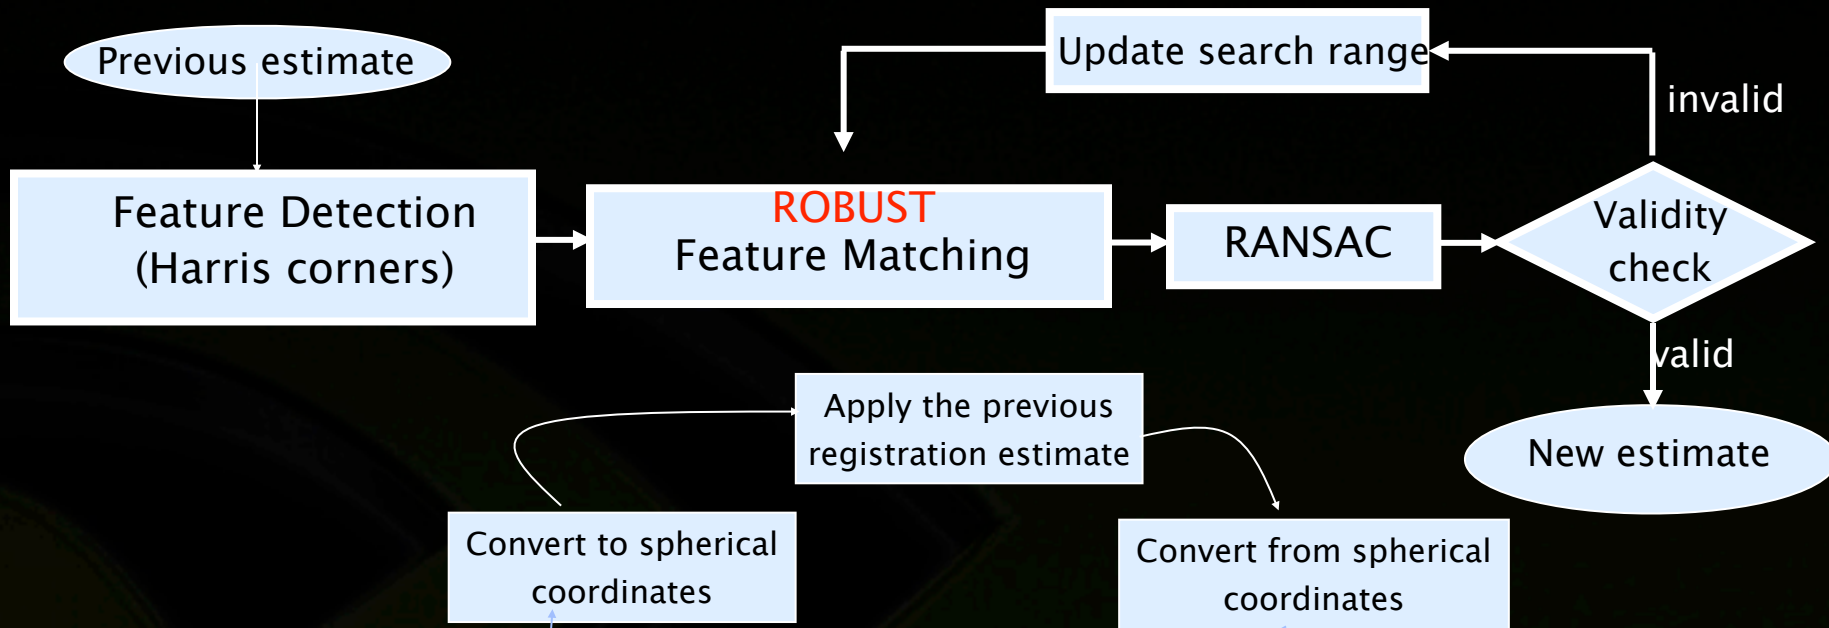 Previous estimate
Update search range
invalid
Feature Detection
(Harris corners)
ROBUST
Feature Matching
RANSAC
Validity
check
valid
Apply the previous
registration estimate
New estimate
Convert to spherical
coordinates
Convert from spherical
coordinates